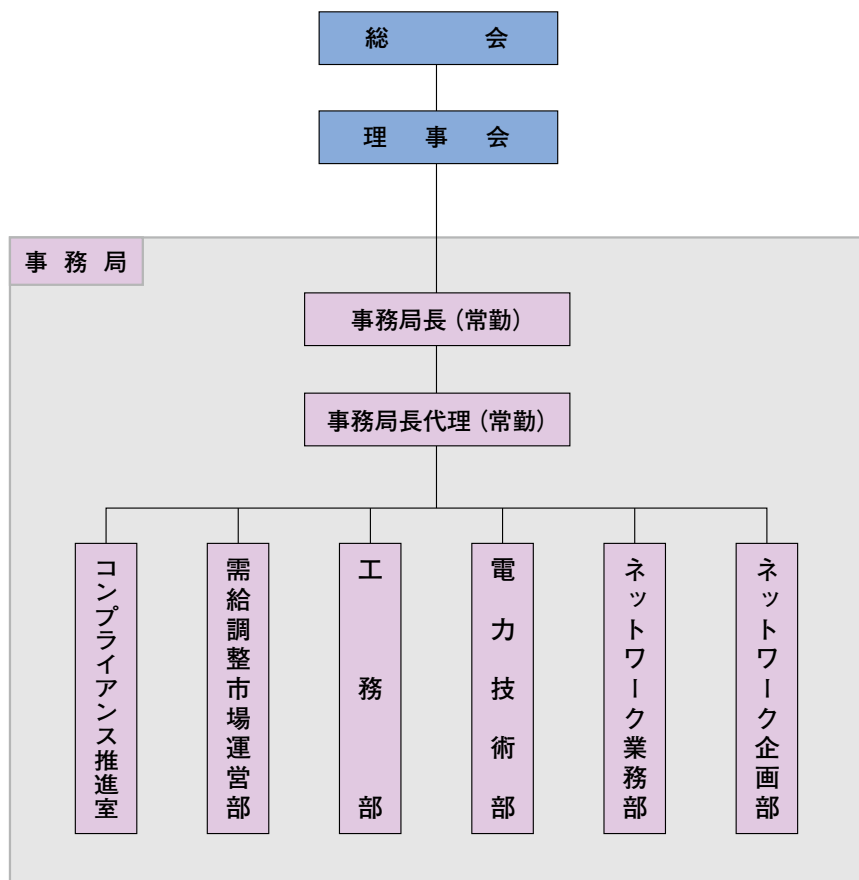 総会
理事会
事務局
事務局長(常勤)
事務局長代理(常勤)
コンプライアンス推進室
需給調整市場運営部
工務部
電力技術部
ネットワーク業務部
ネットワーク企画部